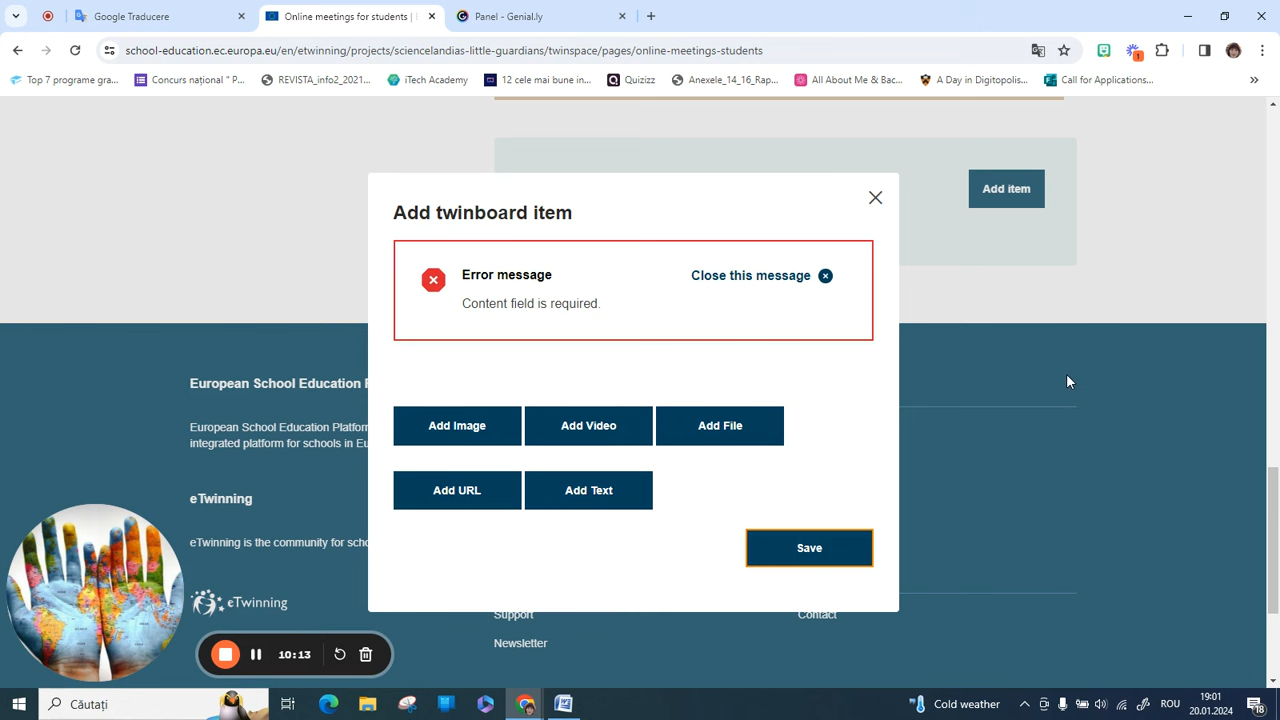 Google Traducere
Online meetings for students |
Panel - Genial.ly
school-education.ec.europa.eu/en/etwinning/projects/sciencelandias-little-guardians/twinspace/pages/online-meetings-students
1
Top 7 programe gra...
Concurs national " P...
REVISTA_info2_2021...
iTech Academy
12 cele mai bune in...
Quizizz
Anexele_14_16_Rap...
All About Me & Bac...
A Day in Digitopolis...
Call for Applications...
»
Add item
Add twinboard item
Error message
Close this message
Content field is required.
European School Education
European School Education Platfor
integrated platform for schools in Eu
Add Image
Add Video
Add File
Add URL
Add Text
eTwinning
eTwinning is the community for scho
Save
eTwinning
Support
Contact
Newsletter
10:13
Căutați
Cold weather
ROU
19:01
20.01.2024
18